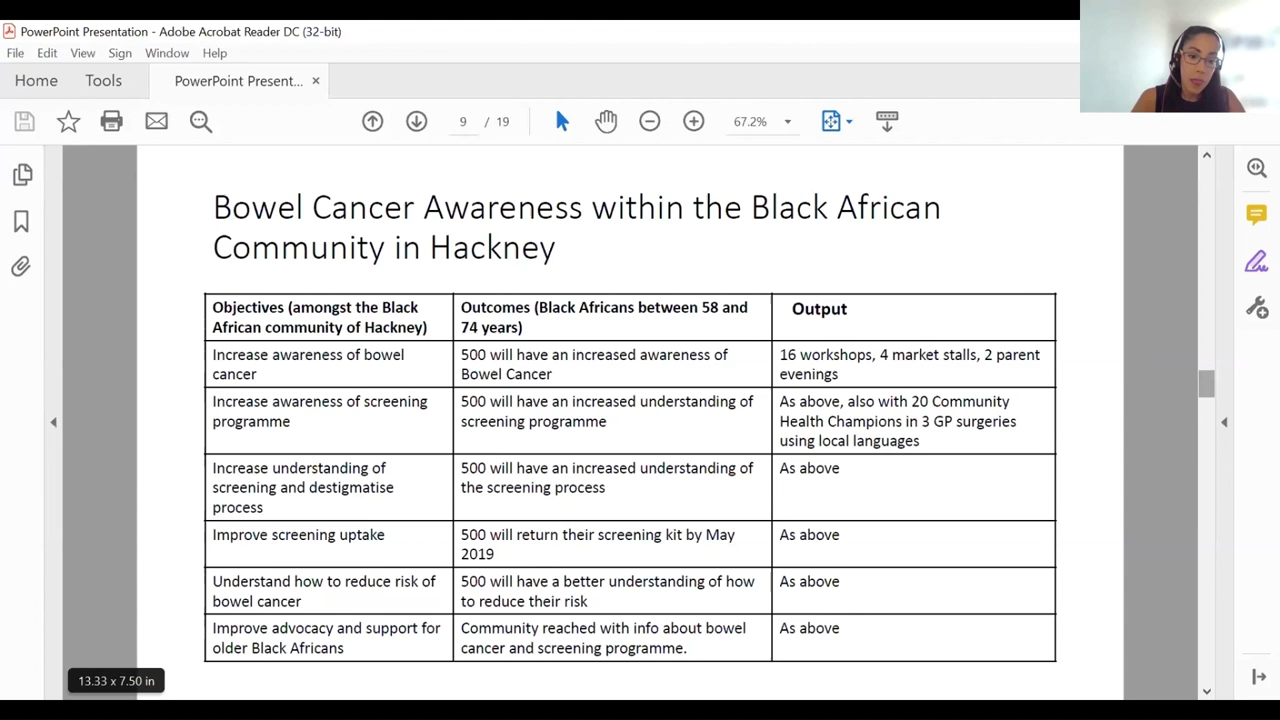 PowerPoint Presentation - Adobe Acrobat Reader DC (32-bit)
File Edit View Sign Window Help
Home Tools PowerPoint Present... ×
9 / 19 67.2%
Bowel Cancer Awareness within the Black African
Community in Hackney
Objectives (amongst the Black
African community of Hackney)
Outcomes (Black Africans between 58 and
74 years)
Output
Increase awareness of bowel
cancer
500 will have an increased awareness of
Bowel Cancer
16 workshops, 4 market stalls, 2 parent
evenings
Increase awareness of screening
programme
500 will have an increased understanding of
screening programme
As above, also with 20 Community
Health Champions in 3 GP surgeries
using local languages
Increase understanding of
screening and destigmatise
process
500 will have an increased understanding of
the screening process
As above
Improve screening uptake
500 will return their screening kit by May
2019
As above
Understand how to reduce risk of
bowel cancer
500 will have a better understanding of how
to reduce their risk
As above
Improve advocacy and support for
older Black Africans
Community reached with info about bowel
cancer and screening programme.
As above
13.33 x 7.50 in